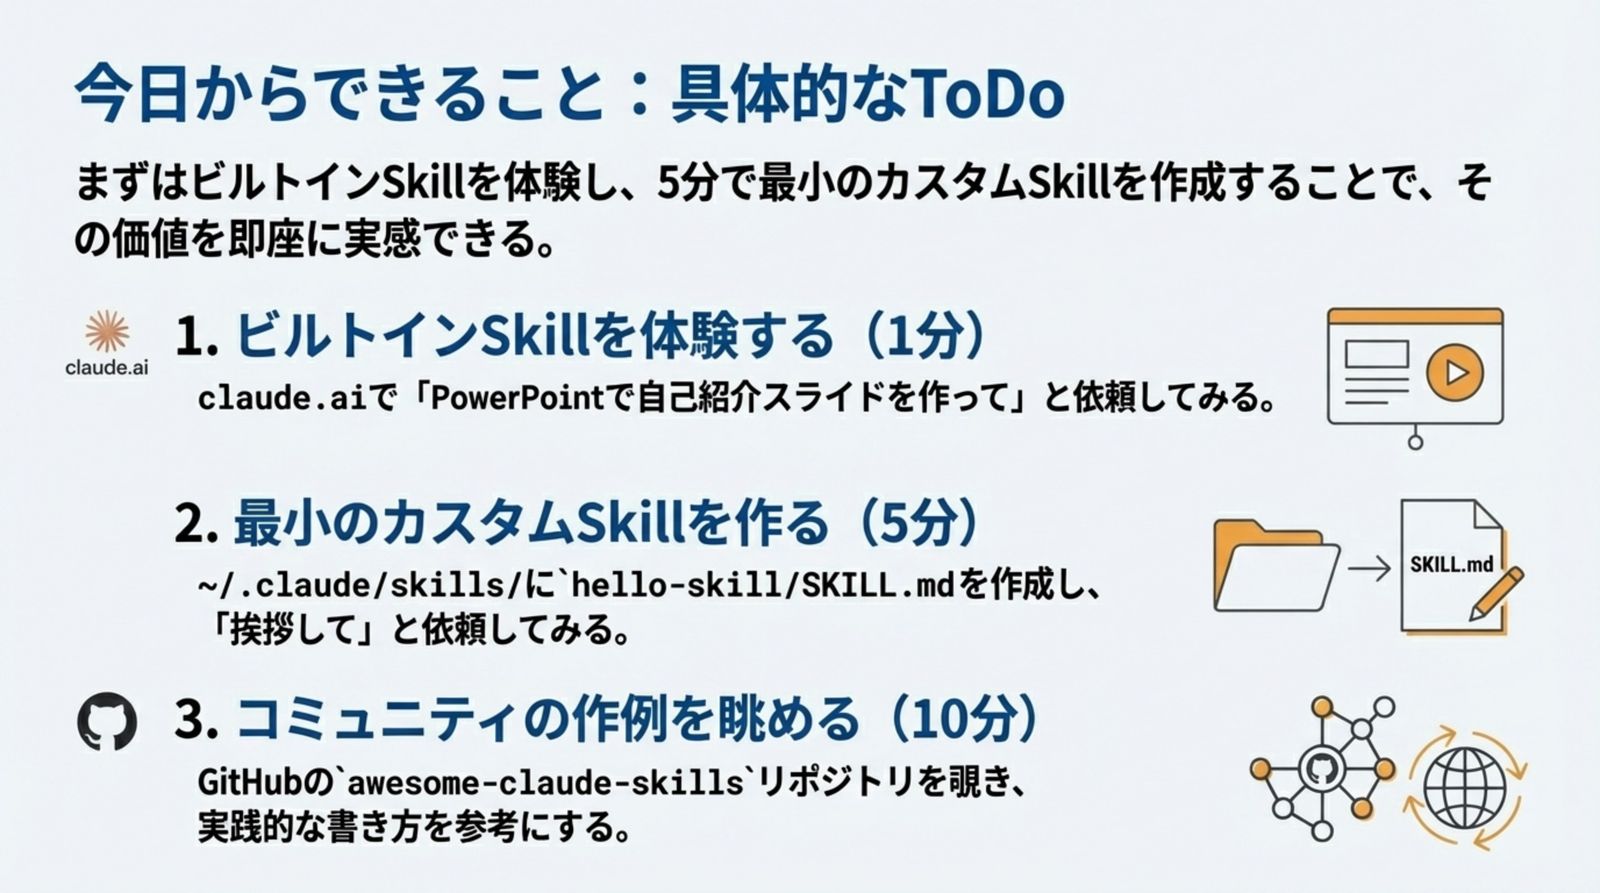 今日からできること：具体的なToDo
まずはビルトインSkillを体験し、5分で最小のカスタムSkillを作成することで、そ
の価値を即座に実感できる。
claude.ai
1. ビルトインSkillを体験する（1分）
claude.aiで「PowerPointで自己紹介スライドを作って」と依頼してみる。
2. 最小のカスタムSkillを作る（5分）
~/.claude/skills/に`hello-skill/SKILL.mdを作成し、
「挨拶して」と依頼してみる。
SKILL.md
3. コミュニティの作例を眺める（10分）
GitHubの`awesome-claude-skills`リポジトリを覗き、
実践的な書き方を参考にする。